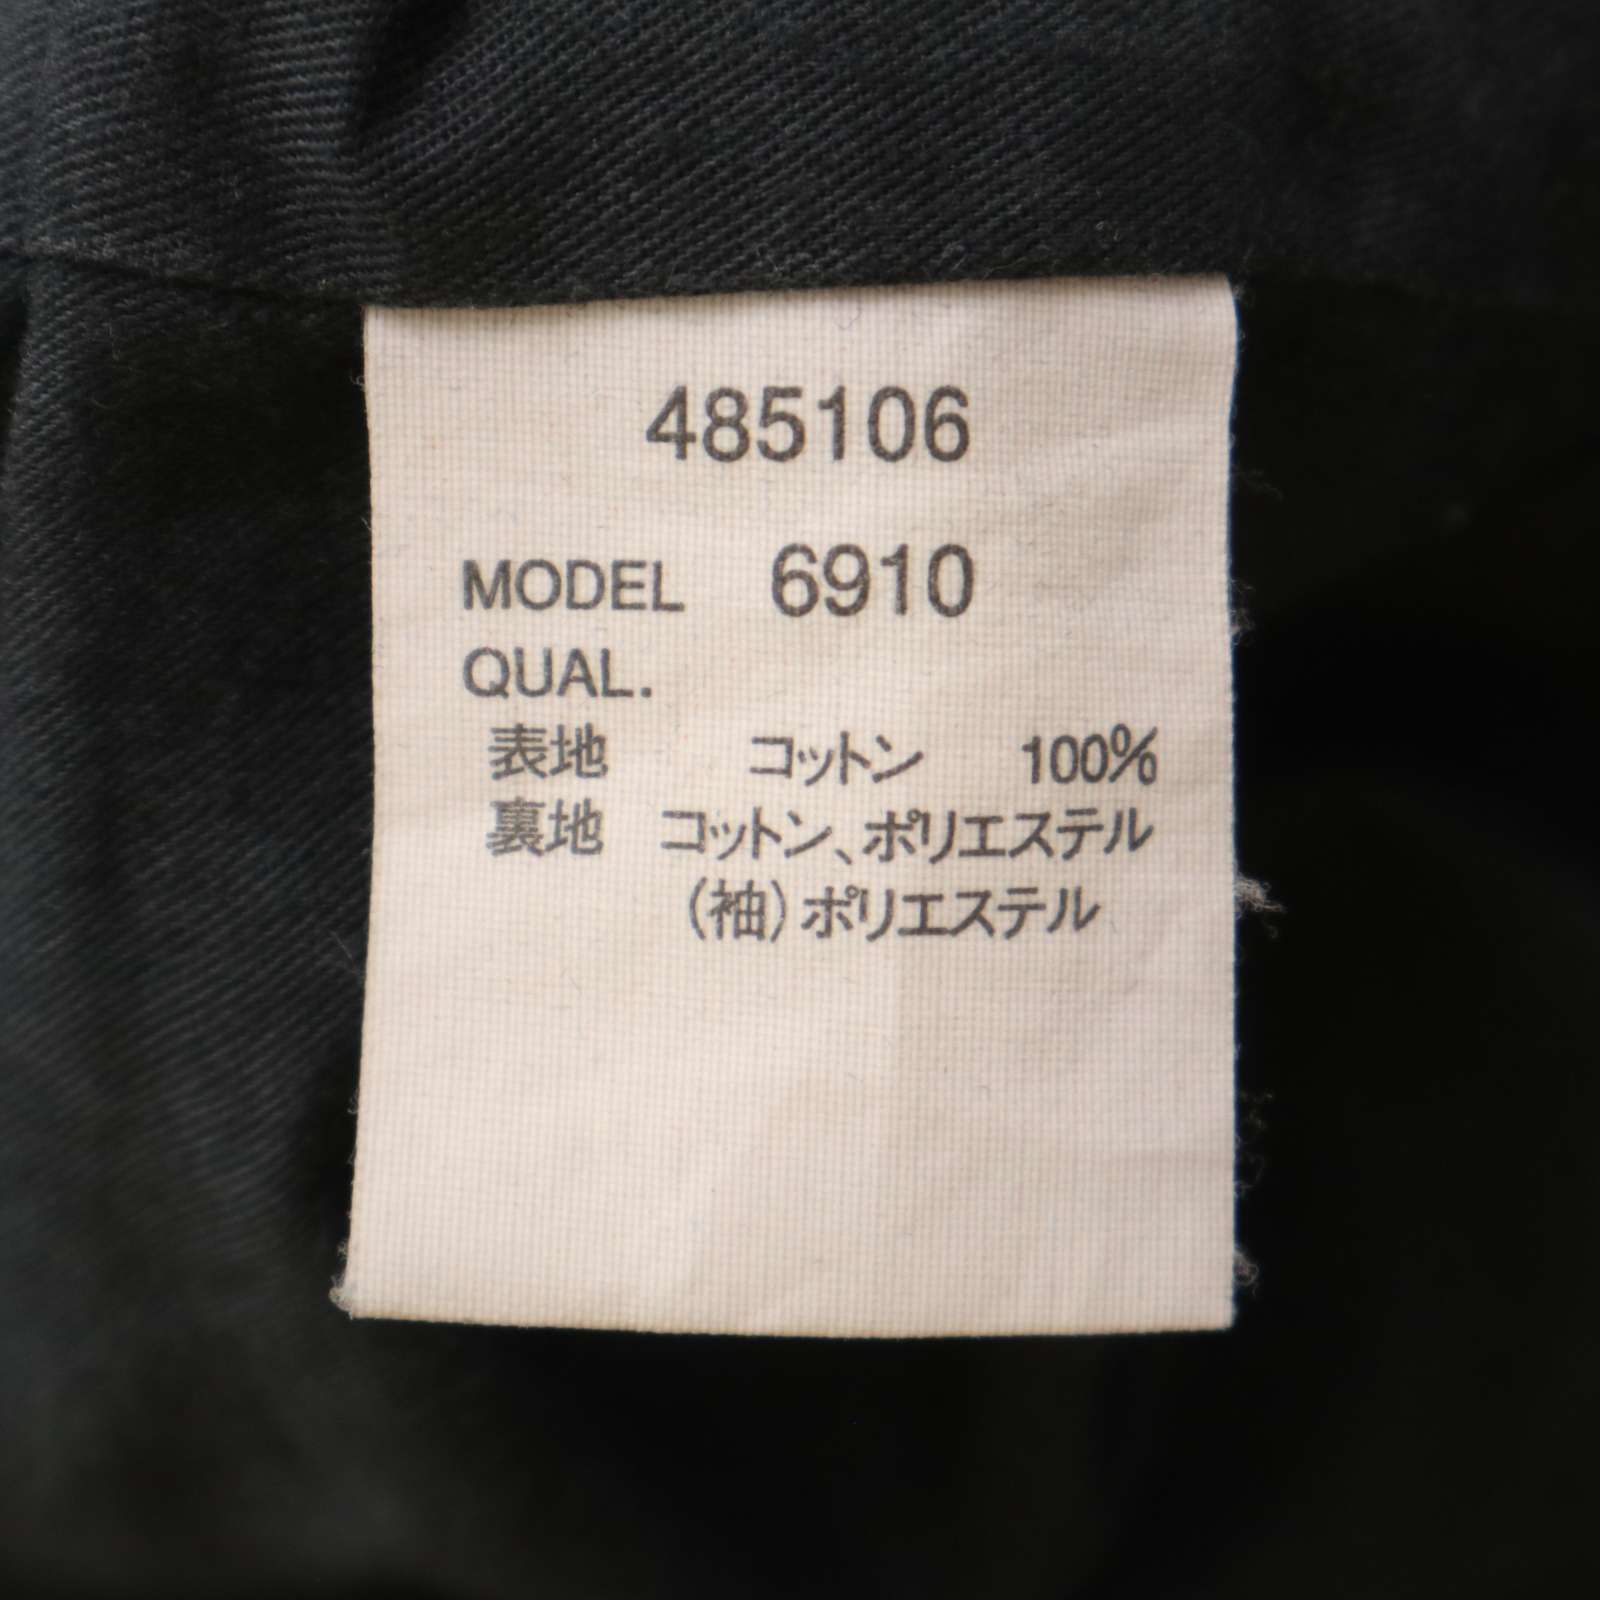 485106
MODEL 6910
QUAL.
表地 コットン 100%
裏地 コットン、ポリエステル
(袖)ポリエステル